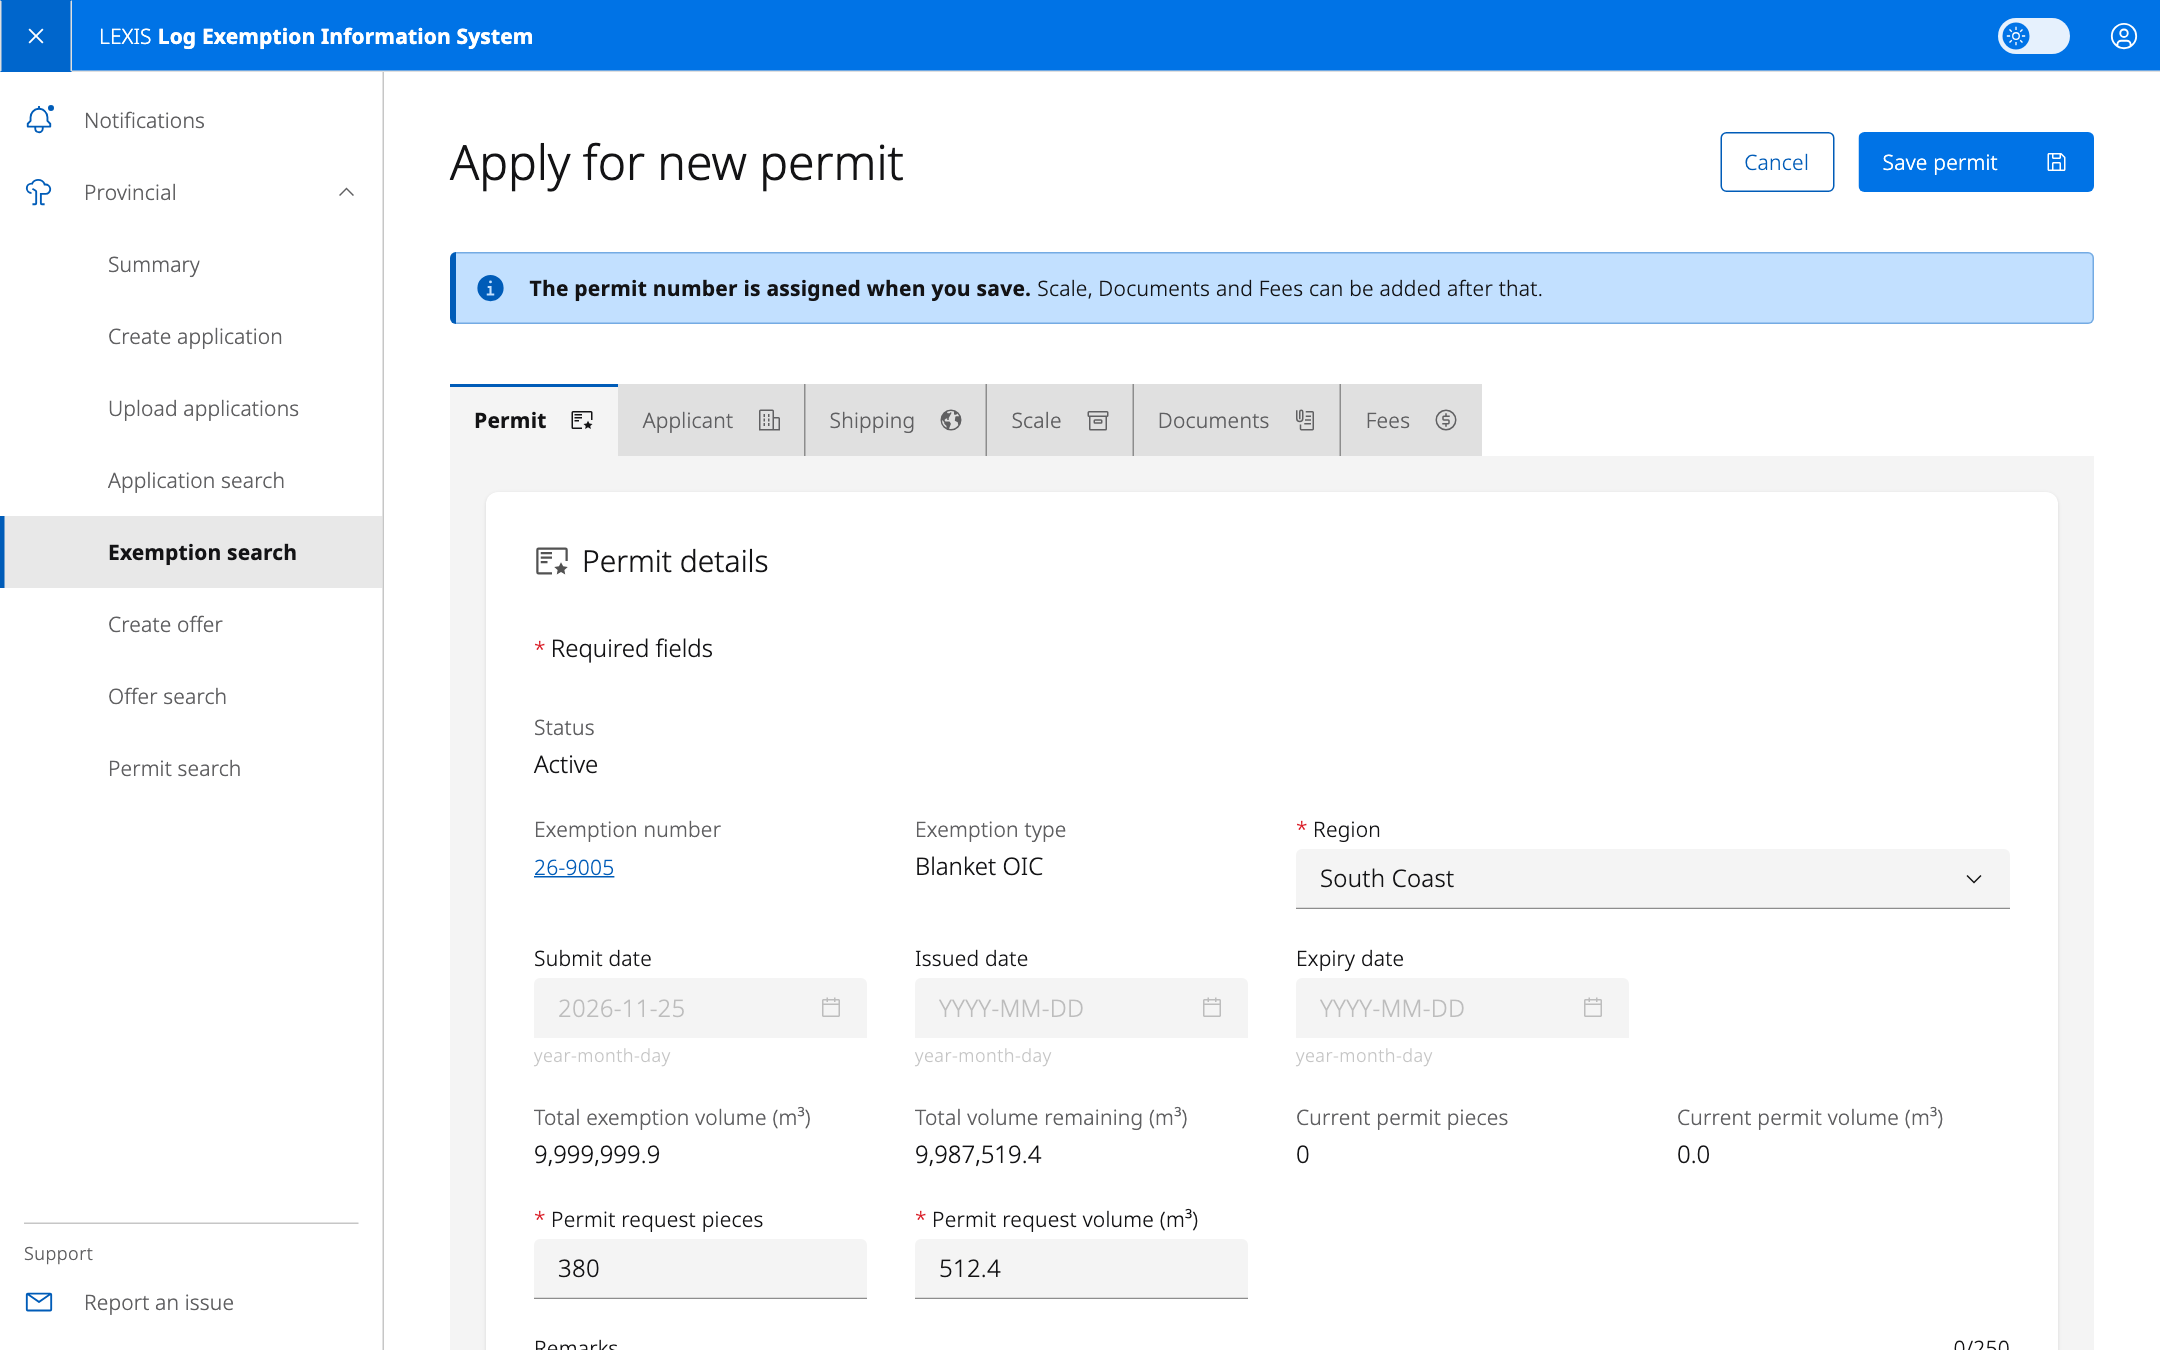 LEXIS Log Exemption Information System
Notifications
Provincial
Summary
Create application
Upload applications
Application search
Exemption search
Create offer
Offer search
Permit search
Support
Report an issue
Apply for new permit
Cancel
Save permit
The permit number is assigned when you save. Scale, Documents and Fees can be added after that.
Permit
Applicant
Shipping
Scale
Documents
Fees
Permit details
* Required fields
Status
Active
Exemption number
26-9005
Exemption type
Blanket OIC
* Region
South Coast
Submit date
2026-11-25
year-month-day
Issued date
YYYY-MM-DD
year-month-day
Expiry date
YYYY-MM-DD
year-month-day
Total exemption volume (m³)
9,999,999.9
Total volume remaining (m³)
9,987,519.4
Current permit pieces
0
Current permit volume (m³)
0.0
* Permit request pieces
380
* Permit request volume (m³)
512.4
Remarks
0/250